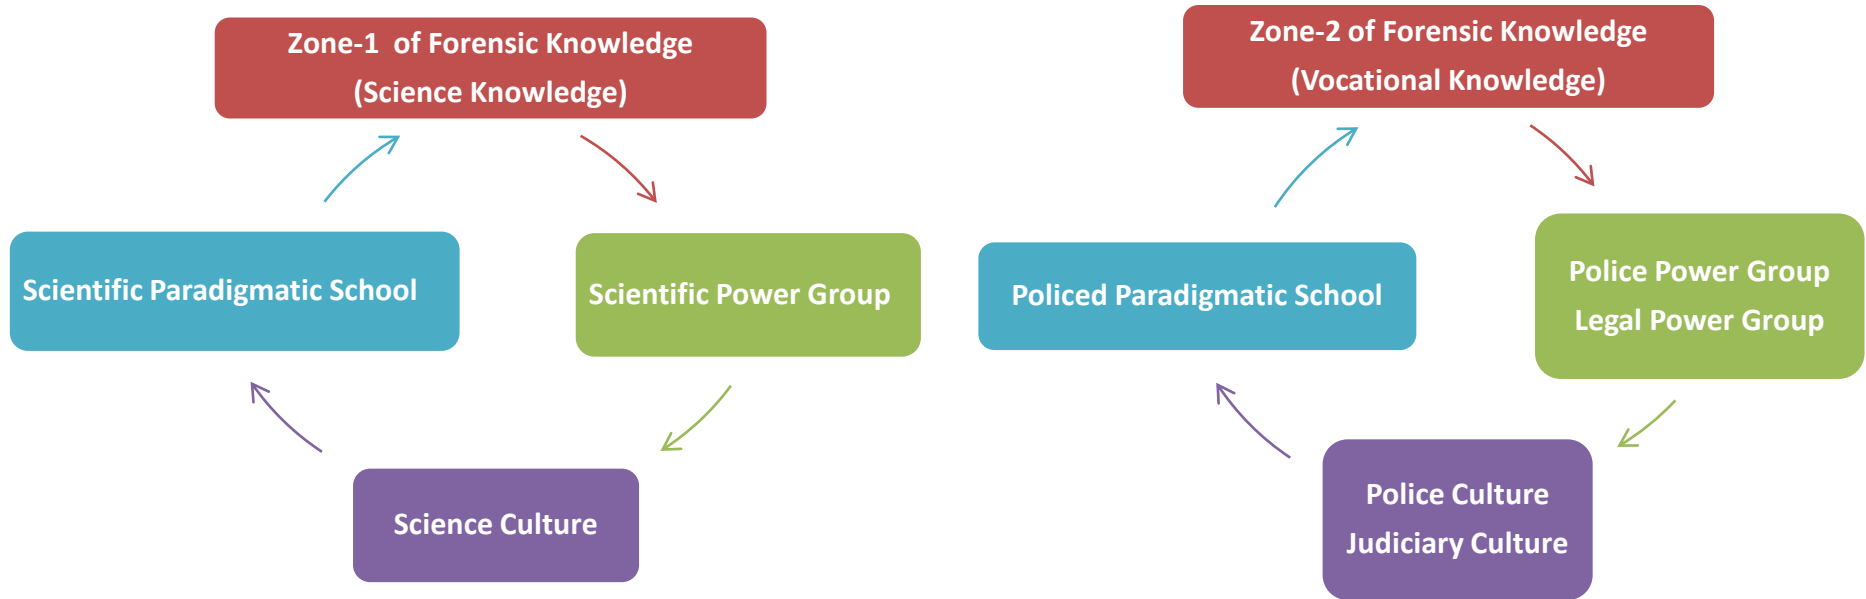 Zone-1 of Forensic Knowledge
(Science Knowledge)
Scientific Paradigmatic School
Scientific Power Group
Science Culture
Zone-2 of Forensic Knowledge
(Vocational Knowledge)
Policed Paradigmatic School
Police Power Group
Legal Power Group
Police Culture
Judiciary Culture